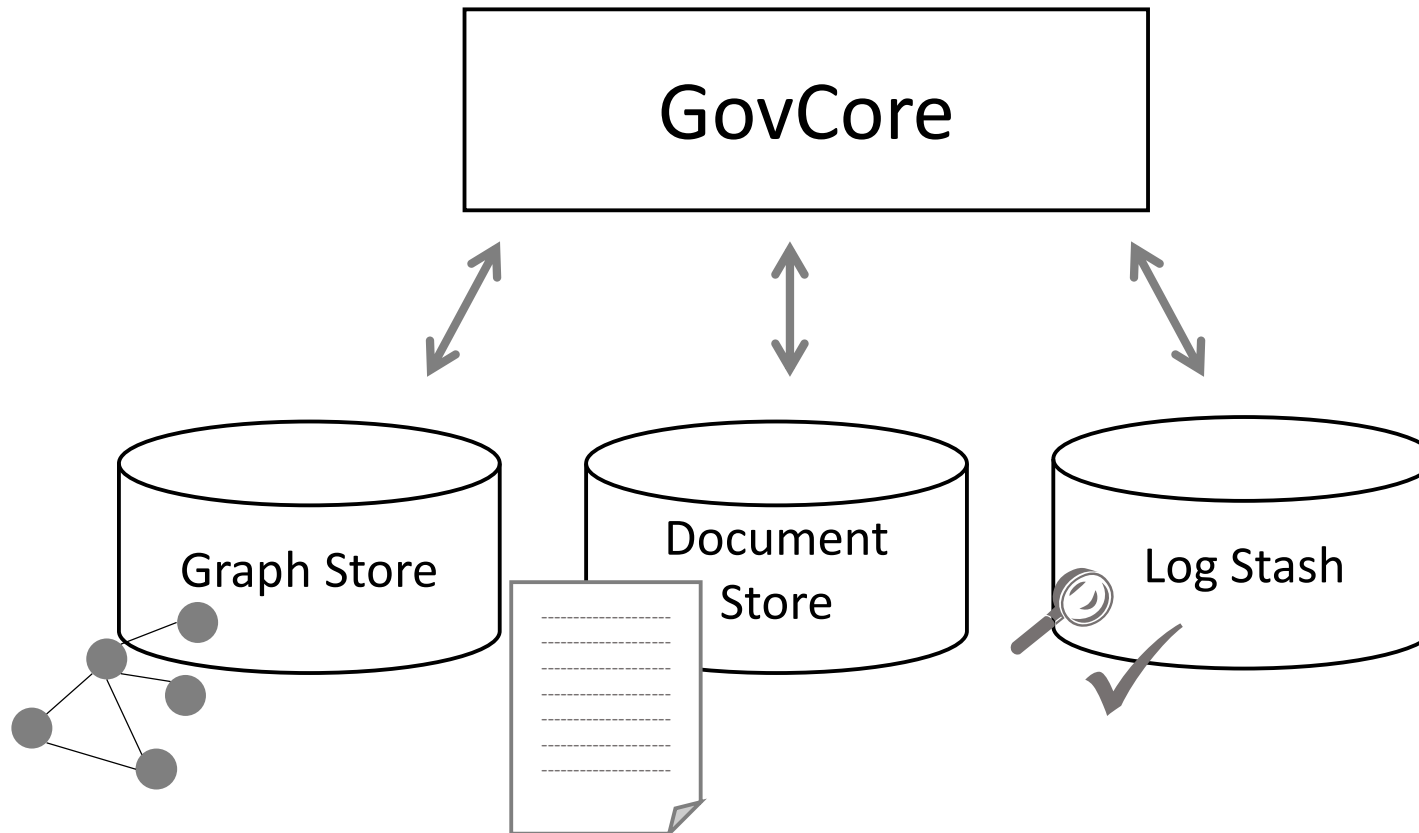 GovCore
Graph Store
Document
Store
Log Stash